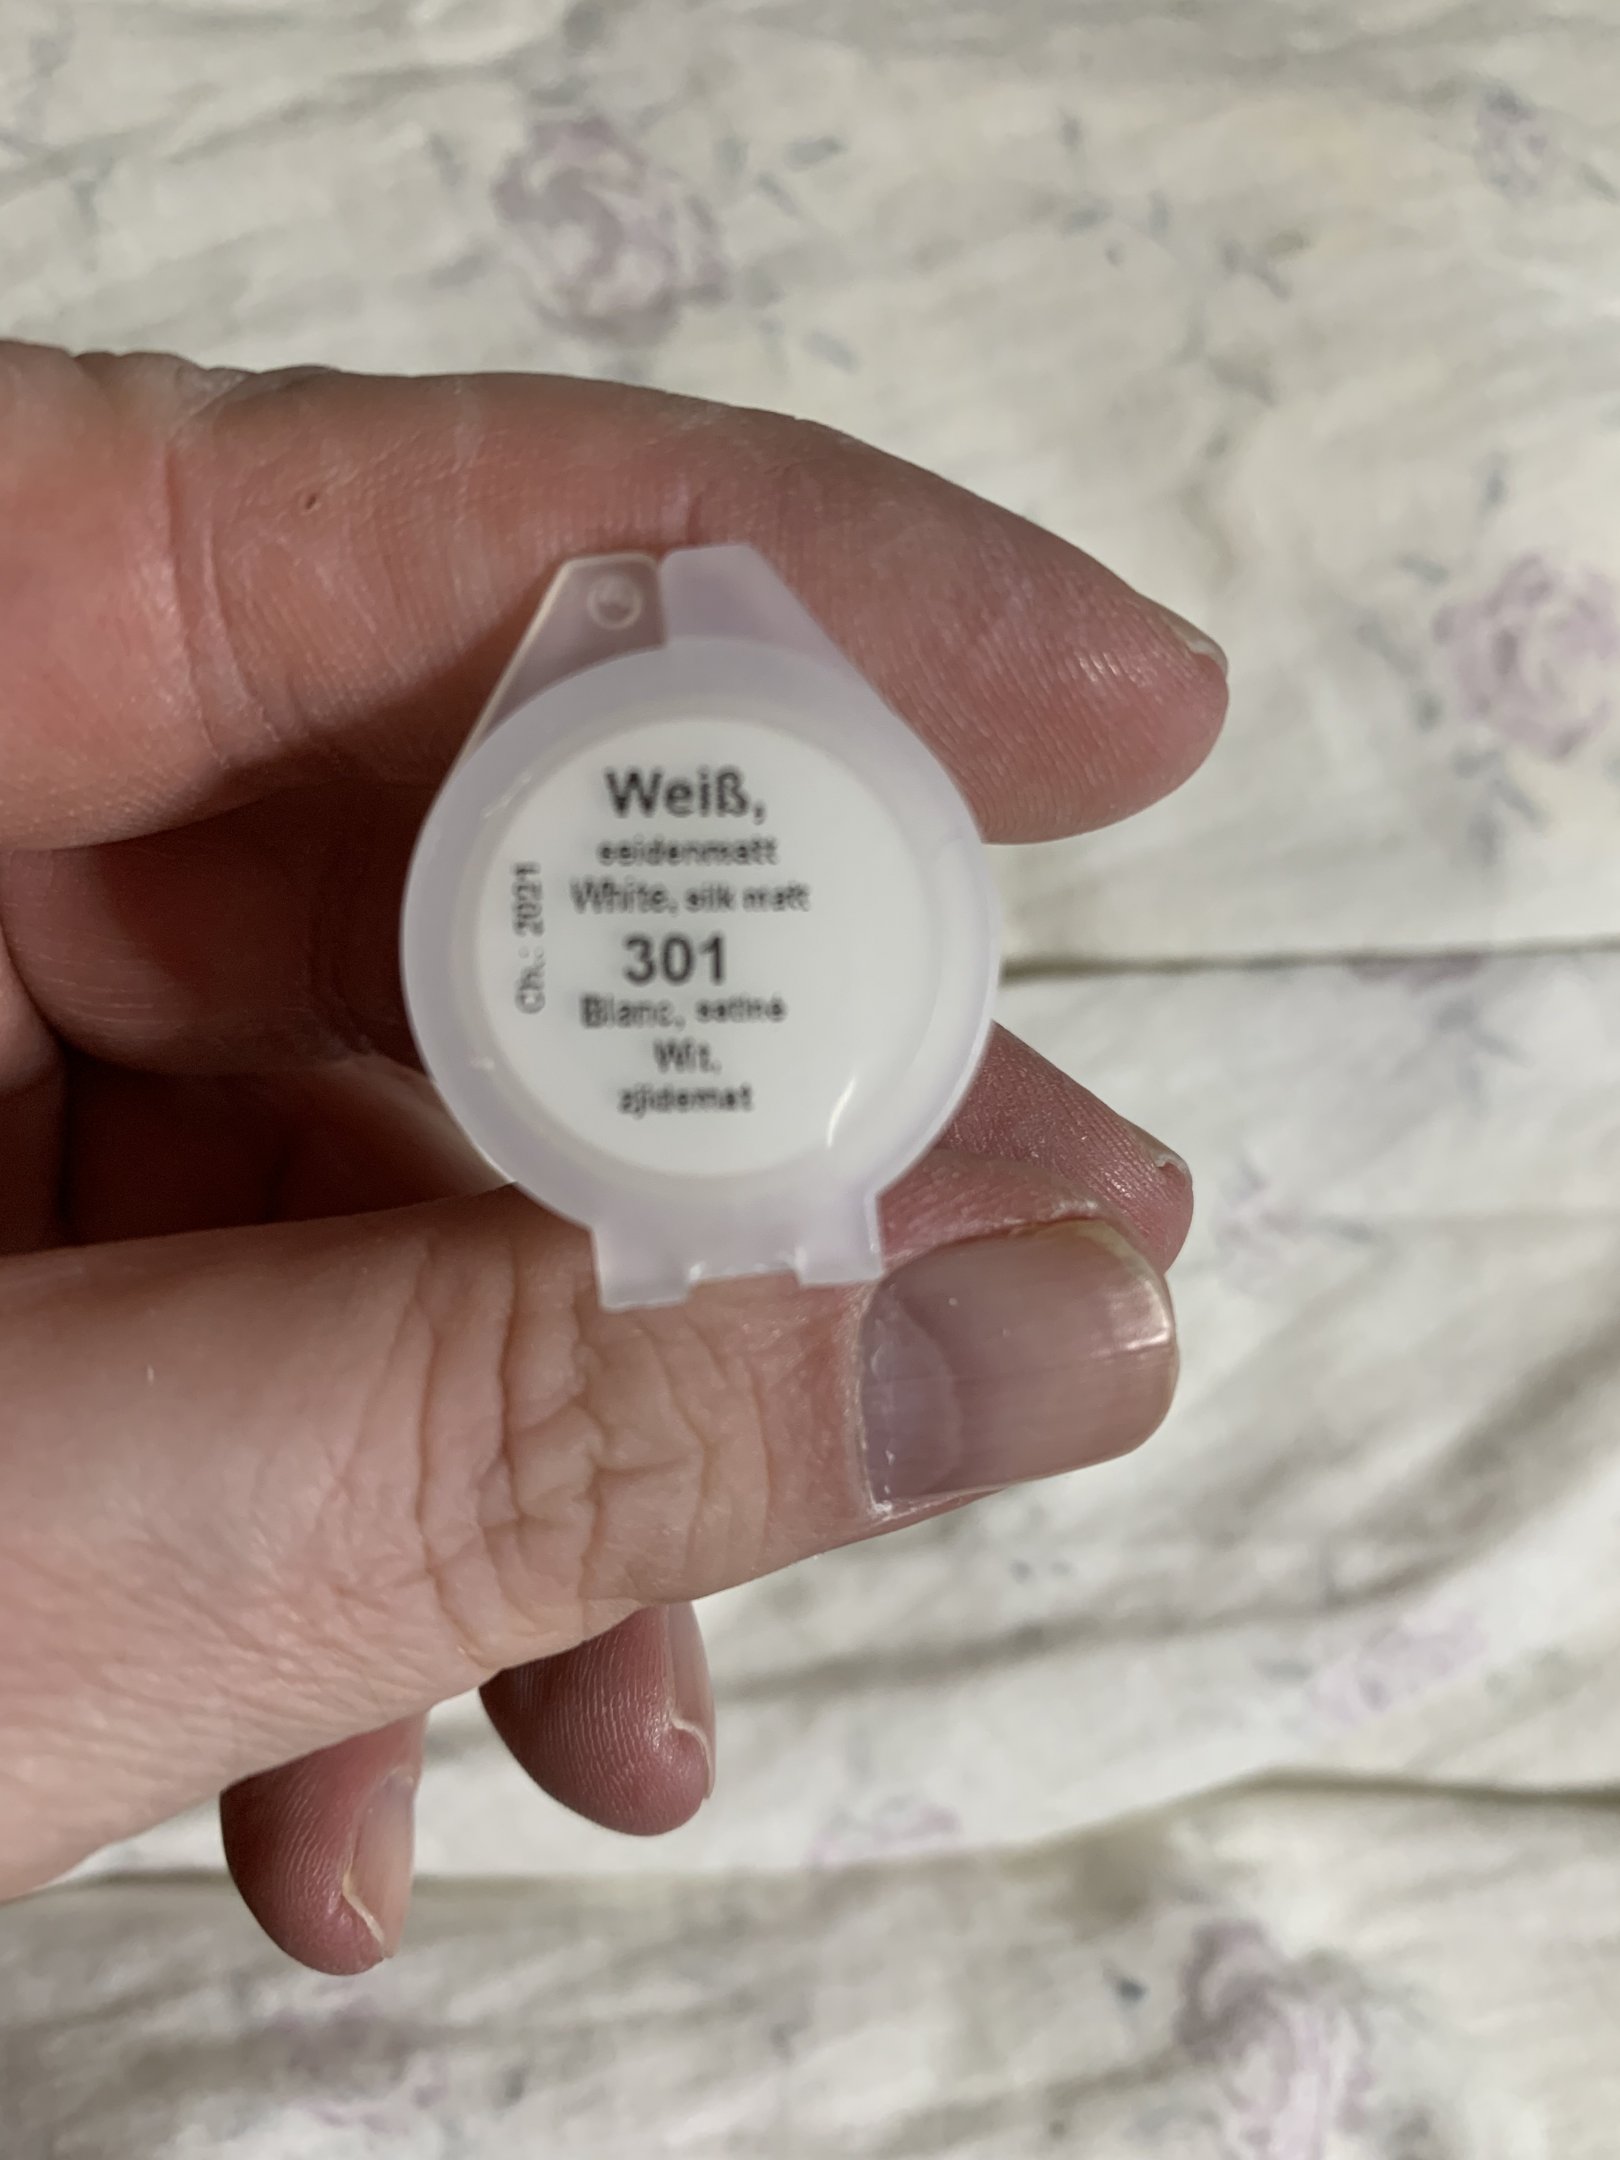 Weiß,
seidenmatt
White, silk matt
301
Blanc, satiné
Wit,
zijdemat
Ch.: 2021